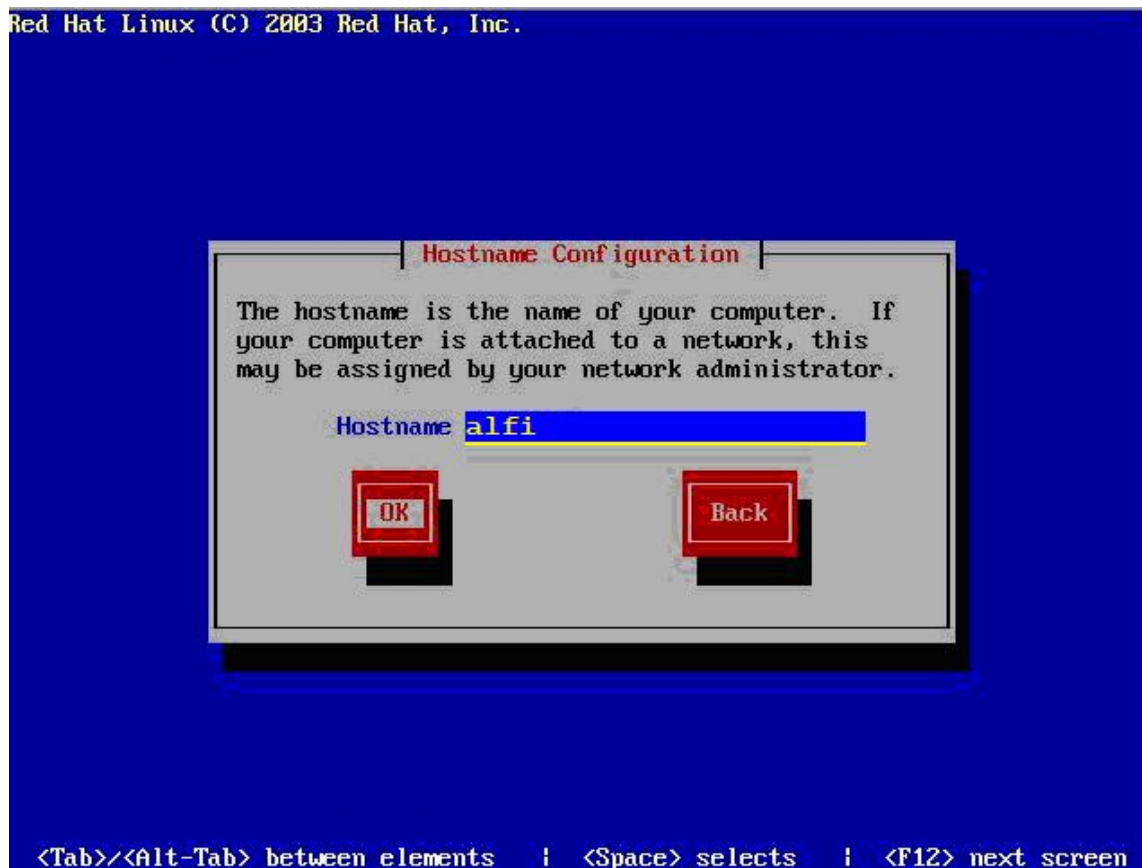 Red Hat Linux (C) 2003 Red Hat, Inc.
Hostname Configuration
The hostname is the name of your computer.  If
your computer is attached to a network, this
may be assigned by your network administrator.
Hostname alfi
OK Back
<Tab>/<Alt-Tab> between elements | <Space> selects | <F12> next screen